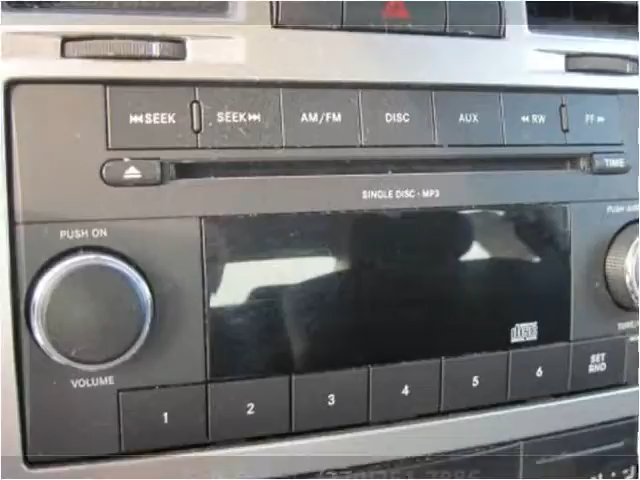 ⏮SEEK SEEK⏭ AM/FM DISC AUX ◂◂ RW FF ▸▸
TIME
SINGLE DISC · MP3
PUSH ON
VOLUME
1 2 3 4 5 6 SET RND